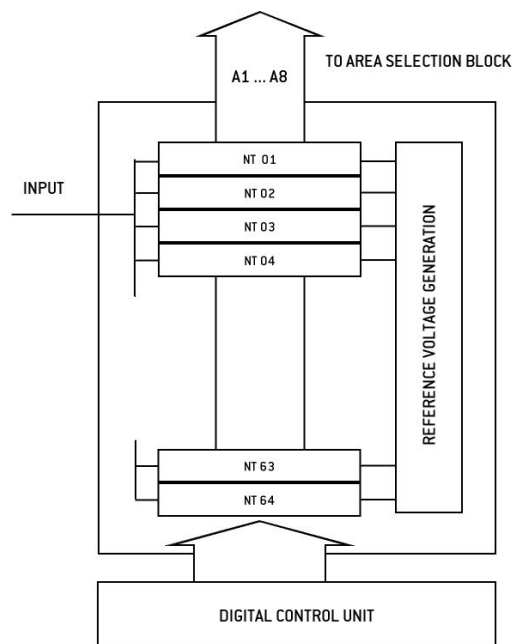 TO AREA SELECTION BLOCK
A1 ... A8
NT 01
INPUT
NT 02
NT 03
NT 04
REFERENCE VOLTAGE GENERATION
NT 63
NT 64
DIGITAL CONTROL UNIT